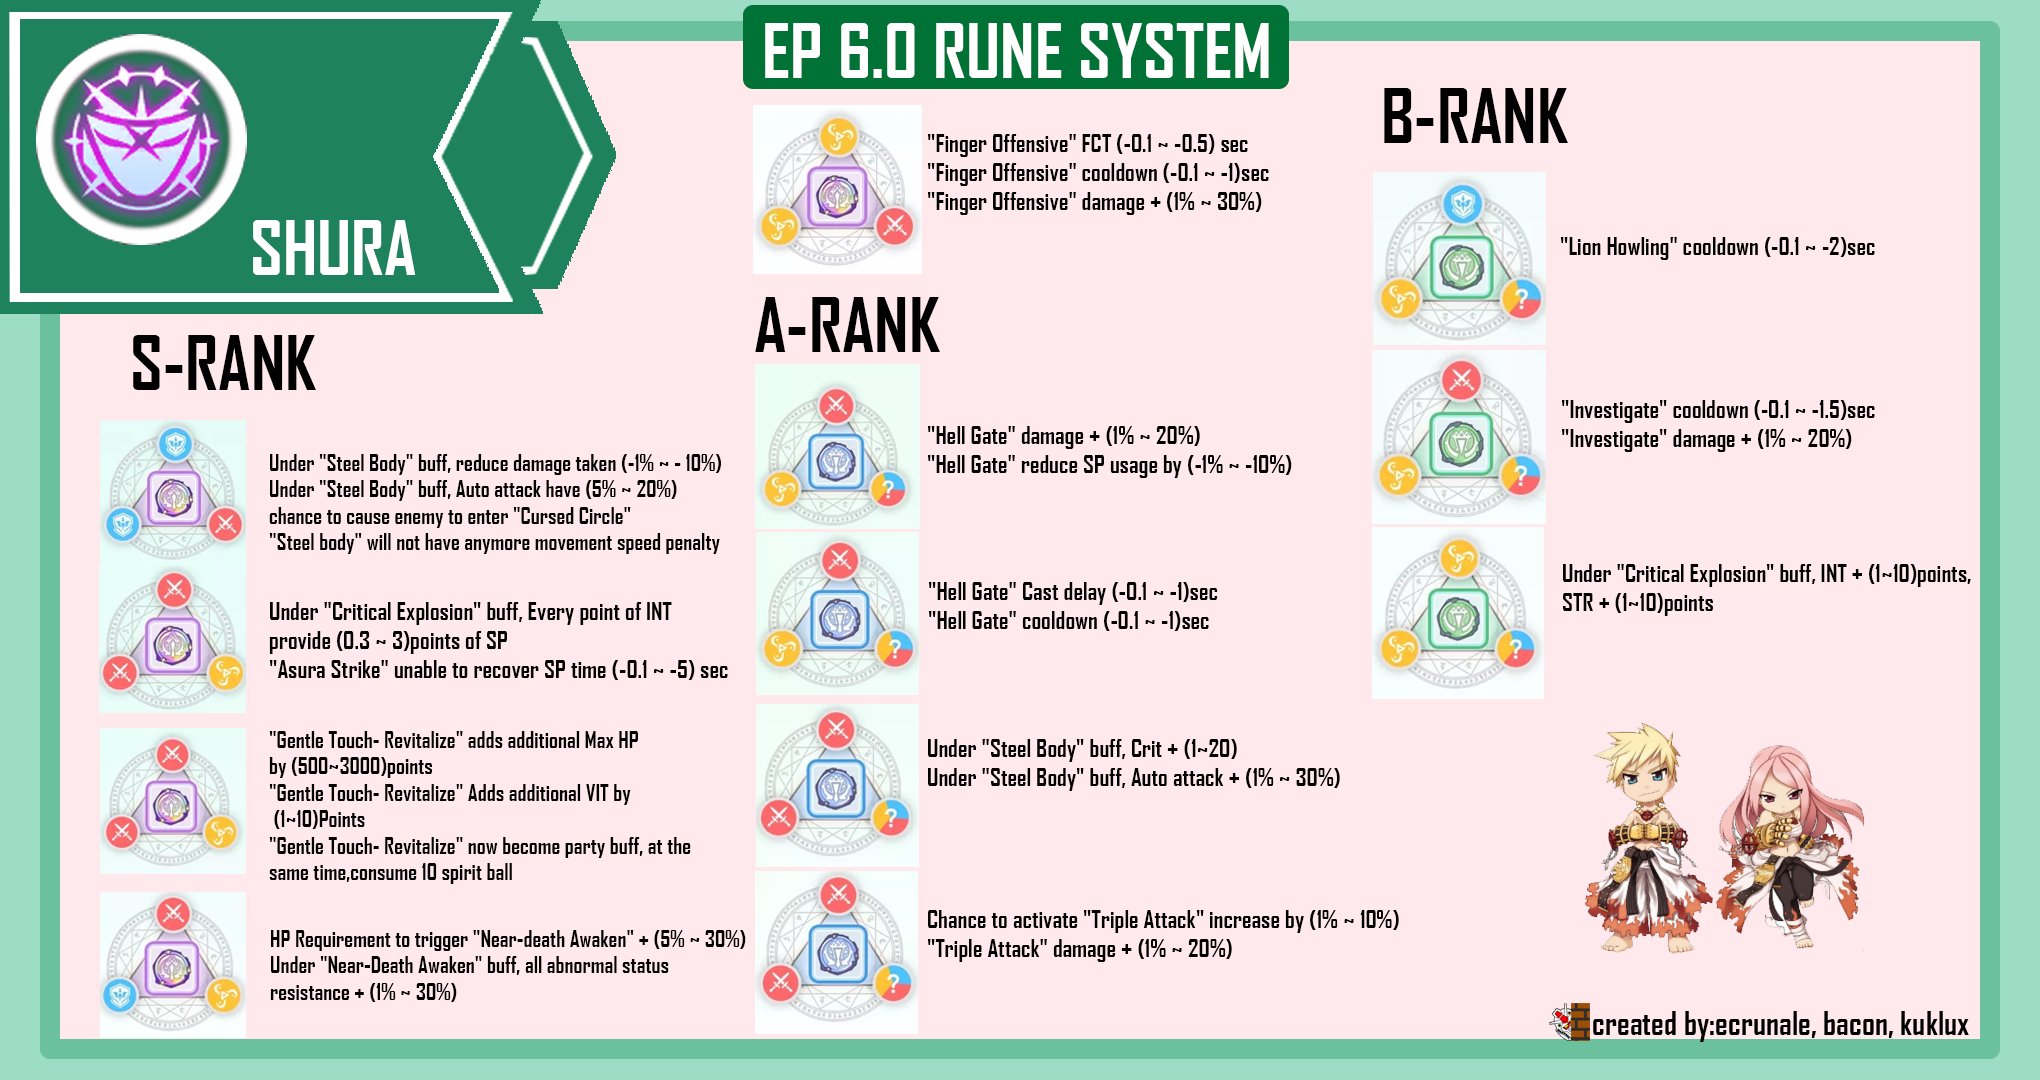 EP 6.0 RUNE SYSTEM
SHURA
S-RANK
Under "Steel Body" buff, reduce damage taken (-1% ~ - 10%)
Under "Steel Body" buff, Auto attack have (5% ~ 20%)
chance to cause enemy to enter "Cursed Circle"
"Steel body" will not have anymore movement speed penalty
Under "Critical Explosion" buff, Every point of INT
provide (0.3 ~ 3)points of SP
"Asura Strike" unable to recover SP time (-0.1 ~ -5) sec
"Gentle Touch- Revitalize" adds additional Max HP
by (500~3000)points
"Gentle Touch- Revitalize" Adds additional VIT by
(1~10)Points
"Gentle Touch- Revitalize" now become party buff, at the
same time,consume 10 spirit ball
HP Requirement to trigger "Near-death Awaken" + (5% ~ 30%)
Under "Near-Death Awaken" buff, all abnormal status
resistance + (1% ~ 30%)
"Finger Offensive" FCT (-0.1 ~ -0.5) sec
"Finger Offensive" cooldown (-0.1 ~ -1)sec
"Finger Offensive" damage + (1% ~ 30%)
A-RANK
"Hell Gate" damage + (1% ~ 20%)
"Hell Gate" reduce SP usage by (-1% ~ -10%)
?
"Hell Gate" Cast delay (-0.1 ~ -1)sec
"Hell Gate" cooldown (-0.1 ~ -1)sec
?
Under "Steel Body" buff, Crit + (1~20)
Under "Steel Body" buff, Auto attack + (1% ~ 30%)
?
Chance to activate "Triple Attack" increase by (1% ~ 10%)
"Triple Attack" damage + (1% ~ 20%)
?
B-RANK
"Lion Howling" cooldown (-0.1 ~ -2)sec
?
"Investigate" cooldown (-0.1 ~ -1.5)sec
"Investigate" damage + (1% ~ 20%)
?
Under "Critical Explosion" buff, INT + (1~10)points,
STR + (1~10)points
?
created by:ecrunale, bacon, kuklux